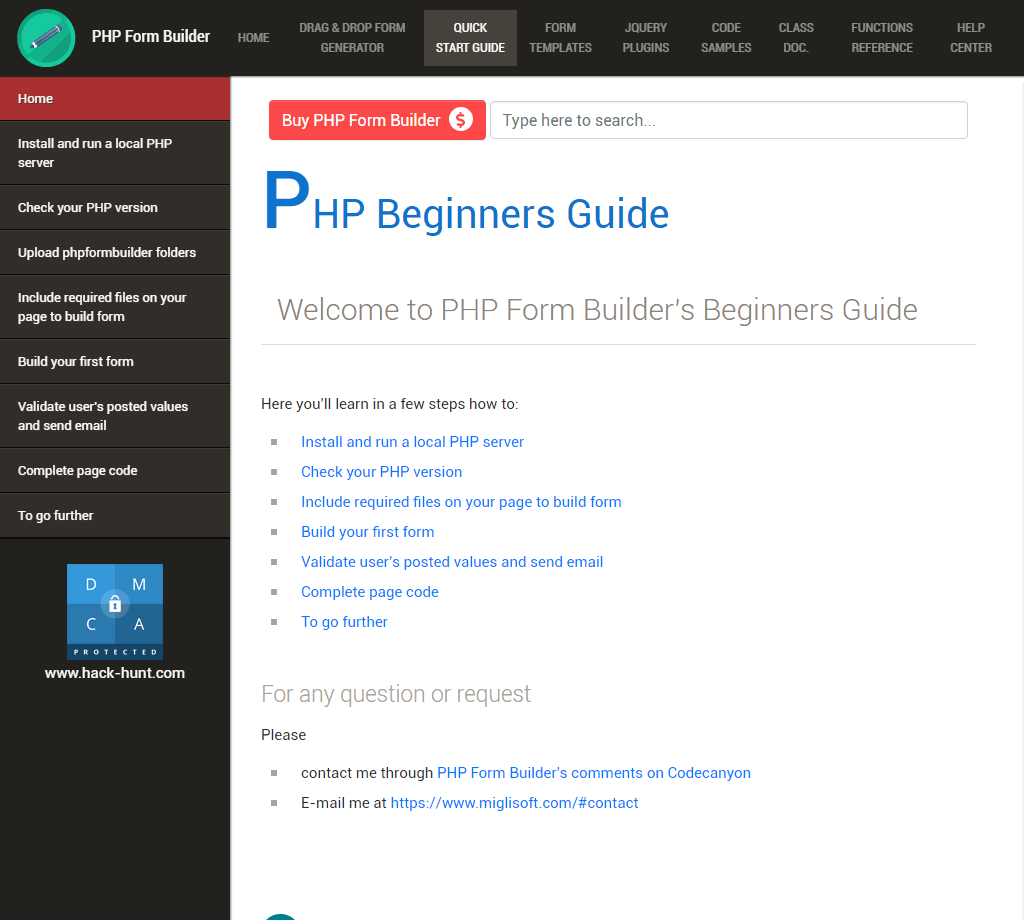 PHP Form Builder
HOME
DRAG & DROP FORM
GENERATOR
QUICK
START GUIDE
FORM
TEMPLATES
JQUERY
PLUGINS
CODE
SAMPLES
CLASS
DOC.
FUNCTIONS
REFERENCE
HELP
CENTER
Home
Install and run a local PHP
server
Check your PHP version
Upload phpformbuilder folders
Include required files on your
page to build form
Build your first form
Validate user's posted values
and send email
Complete page code
To go further
D M
C A
PROTECTED
www.hack-hunt.com
Buy PHP Form Builder $
Type here to search...
PHP Beginners Guide
Welcome to PHP Form Builder's Beginners Guide
Here you'll learn in a few steps how to:
Install and run a local PHP server
Check your PHP version
Include required files on your page to build form
Build your first form
Validate user's posted values and send email
Complete page code
To go further
For any question or request
Please
contact me through PHP Form Builder's comments on Codecanyon
E-mail me at https://www.miglisoft.com/#contact